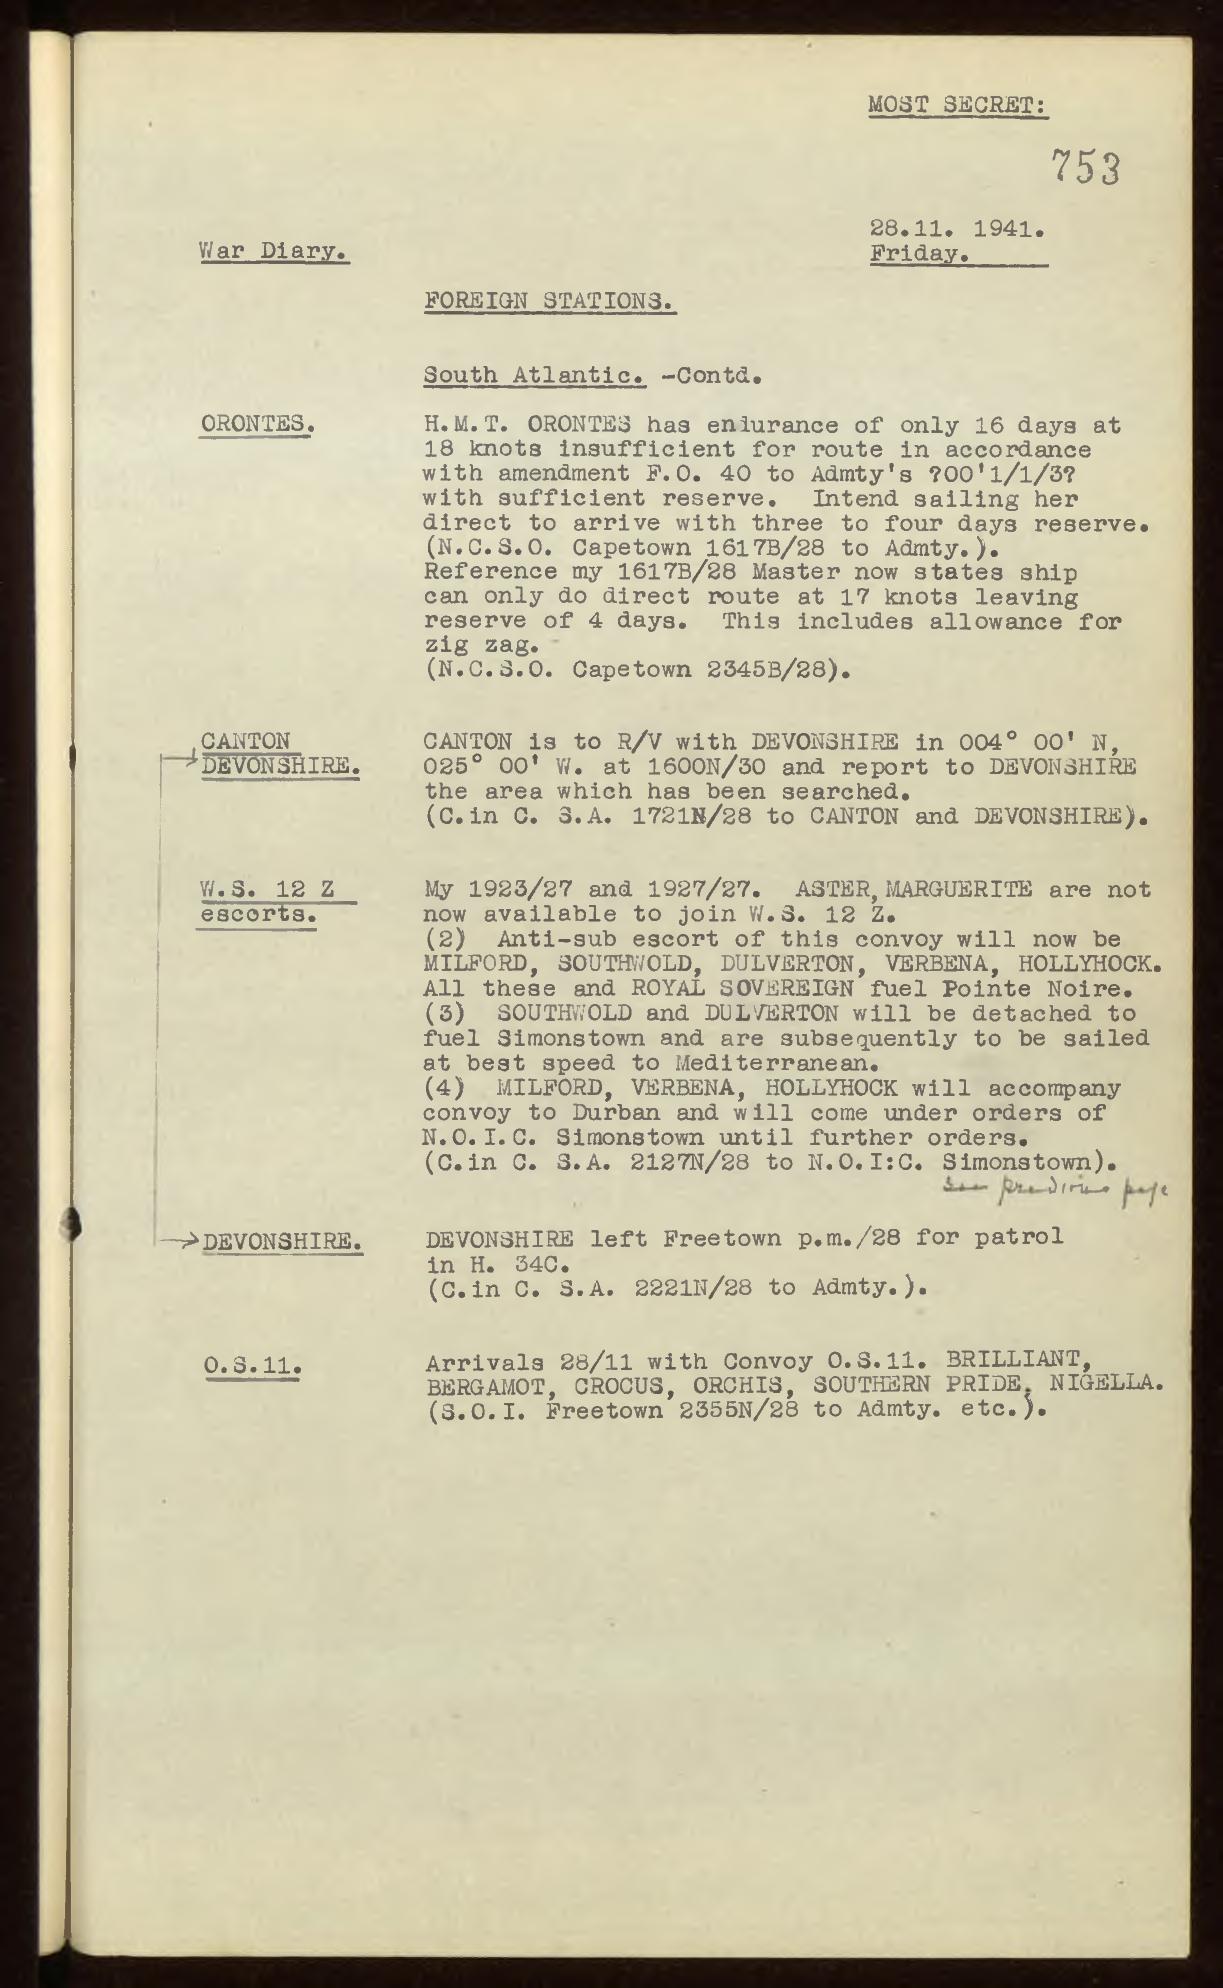 MOST SECRET:
753
28.11. 1941.
War Diary.
Friday.
FOREIGN STATIONS.
South Atlantic. -Contd.
ORONTES.
H.M.T. ORONTES has endurance of only 16 days at
18 knots insufficient for route in accordance
with amendment F.O. 40 to Admty's ?00'1/1/3?
with sufficient reserve. Intend sailing her
direct to arrive with three to four days reserve.
(N.C.S.O. Capetown 1617B/28 to Admty.).
Reference my 1617B/28 Master now states ship
can only do direct route at 17 knots leaving
reserve of 4 days. This includes allowance for
zig zag.
(N.C.S.O. Capetown 2345B/28).
CANTON
DEVONSHIRE.
CANTON is to R/V with DEVONSHIRE in 004° 00' N,
025° 00' W. at 1600N/30 and report to DEVONSHIRE
the area which has been searched.
(C.in C. S.A. 1721N/28 to CANTON and DEVONSHIRE).
W.S. 12 Z
escorts.
My 1923/27 and 1927/27. ASTER, MARGUERITE are not
now available to join W.S. 12 Z.
(2) Anti-sub escort of this convoy will now be
MILFORD, SOUTHWOLD, DULVERTON, VERBENA, HOLLYHOCK.
All these and ROYAL SOVEREIGN fuel Pointe Noire.
(3) SOUTHWOLD and DULVERTON will be detached to
fuel Simonstown and are subsequently to be sailed
at best speed to Mediterranean.
(4) MILFORD, VERBENA, HOLLYHOCK will accompany
convoy to Durban and will come under orders of
N.O.I.C. Simonstown until further orders.
(C.in C. S.A. 2127N/28 to N.O.I:C. Simonstown).
see previous page
DEVONSHIRE.
DEVONSHIRE left Freetown p.m./28 for patrol
in H. 34C.
(C.in C. S.A. 2221N/28 to Admty.).
O.S.11.
Arrivals 28/11 with Convoy O.S.11. BRILLIANT,
BERGAMOT, CROCUS, ORCHIS, SOUTHERN PRIDE, NIGELLA.
(S.O.I. Freetown 2355N/28 to Admty. etc.).